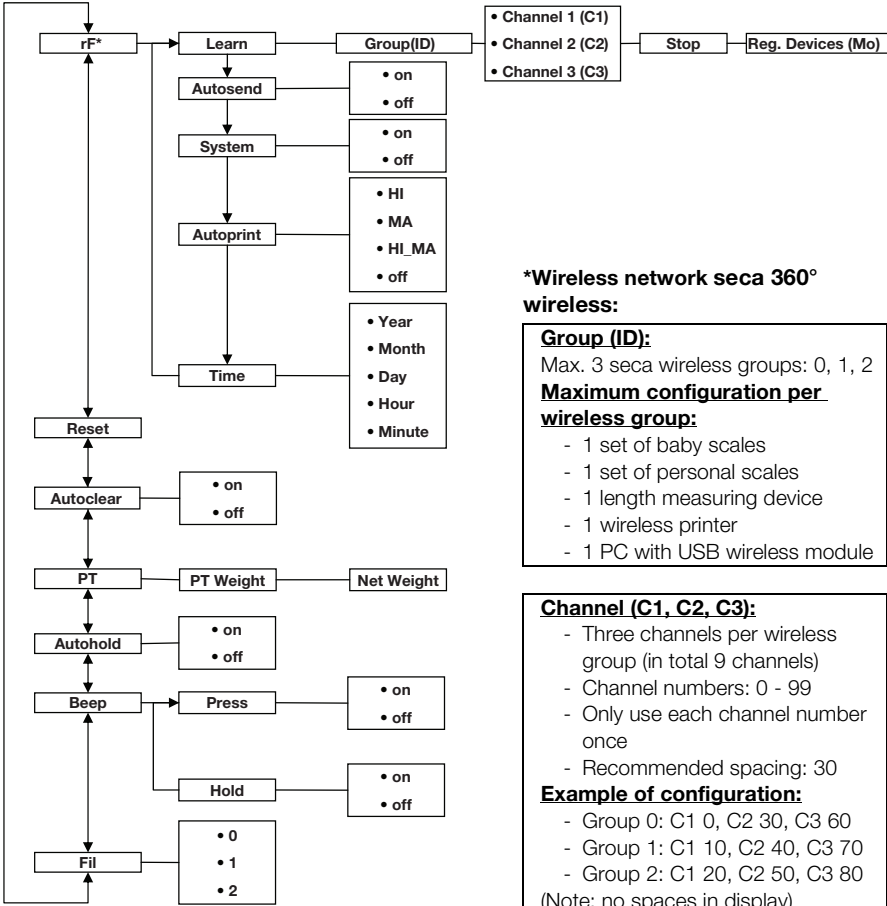 rF*
Learn
Group(ID)
• Channel 1 (C1)
• Channel 2 (C2)
• Channel 3 (C3)
Stop
Reg. Devices (Mo)
Autosend
• on
• off
System
• on
• off
Autoprint
• HI
• MA
• HI_MA
• off
Time
• Year
• Month
• Day
• Hour
• Minute
Reset
Autoclear
• on
• off
PT
PT Weight
Net Weight
Autohold
• on
• off
Beep
Press
• on
• off
Hold
• on
• off
Fil
• 0
• 1
• 2
*Wireless network seca 360°
wireless:
Group (ID):
Max. 3 seca wireless groups: 0, 1, 2
Maximum configuration per
wireless group:
- 1 set of baby scales
- 1 set of personal scales
- 1 length measuring device
- 1 wireless printer
- 1 PC with USB wireless module
Channel (C1, C2, C3):
- Three channels per wireless
group (in total 9 channels)
- Channel numbers: 0 - 99
- Only use each channel number
once
- Recommended spacing: 30
Example of configuration:
- Group 0: C1 0, C2 30, C3 60
- Group 1: C1 10, C2 40, C3 70
- Group 2: C1 20, C2 50, C3 80
(Note: no spaces in display)